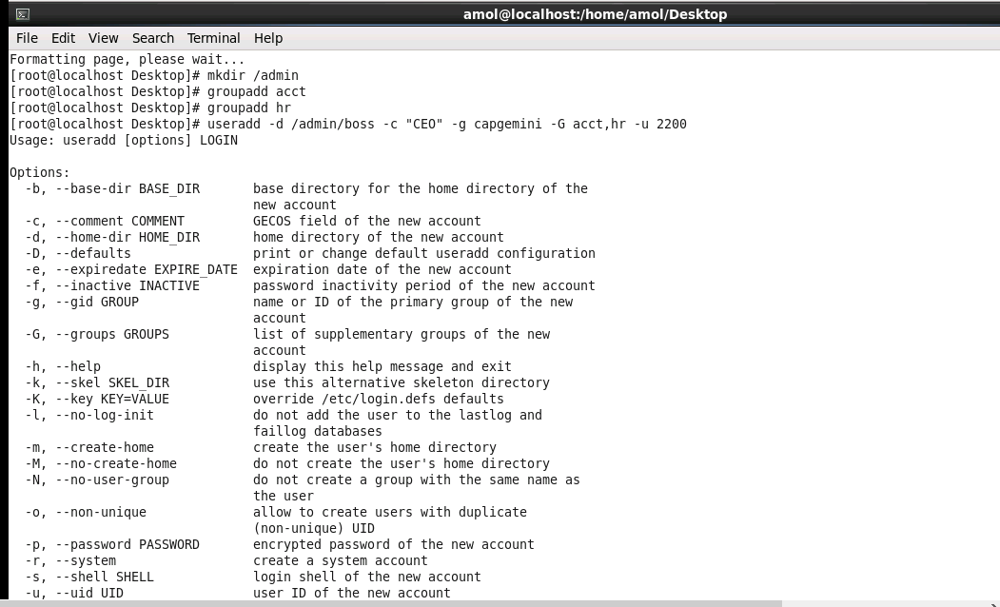 amol@localhost:/home/amol/Desktop
File Edit View Search Terminal Help
Formatting page, please wait...
[root@localhost Desktop]# mkdir /admin
[root@localhost Desktop]# groupadd acct
[root@localhost Desktop]# groupadd hr
[root@localhost Desktop]# useradd -d /admin/boss -c "CEO" -g capgemini -G acct,hr -u 2200
Usage: useradd [options] LOGIN

Options:
  -b, --base-dir BASE_DIR       base directory for the home directory of the
                                new account
  -c, --comment COMMENT         GECOS field of the new account
  -d, --home-dir HOME_DIR       home directory of the new account
  -D, --defaults                print or change default useradd configuration
  -e, --expiredate EXPIRE_DATE  expiration date of the new account
  -f, --inactive INACTIVE       password inactivity period of the new account
  -g, --gid GROUP               name or ID of the primary group of the new
                                account
  -G, --groups GROUPS           list of supplementary groups of the new
                                account
  -h, --help                    display this help message and exit
  -k, --skel SKEL_DIR           use this alternative skeleton directory
  -K, --key KEY=VALUE           override /etc/login.defs defaults
  -l, --no-log-init             do not add the user to the lastlog and
                                faillog databases
  -m, --create-home             create the user's home directory
  -M, --no-create-home          do not create the user's home directory
  -N, --no-user-group           do not create a group with the same name as
                                the user
  -o, --non-unique              allow to create users with duplicate
                                (non-unique) UID
  -p, --password PASSWORD       encrypted password of the new account
  -r, --system                  create a system account
  -s, --shell SHELL             login shell of the new account
  -u, --uid UID                 user ID of the new account